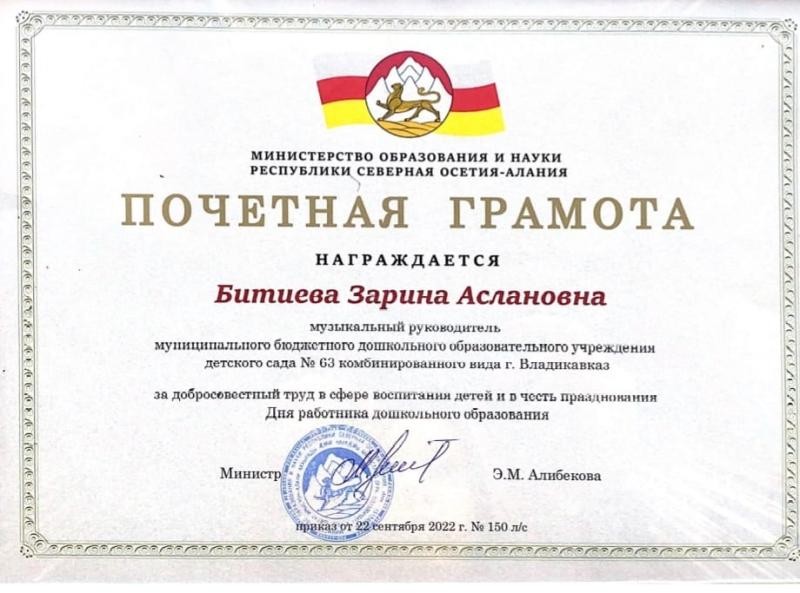 МИНИСТЕРСТВО ОБРАЗОВАНИЯ И НАУКИ
РЕСПУБЛИКИ СЕВЕРНАЯ ОСЕТИЯ-АЛАНИЯ
ПОЧЕТНАЯ ГРАМОТА
НАГРАЖДАЕТСЯ
Битиева Зарина Аслановна
музыкальный руководитель
муниципального бюджетного дошкольного образовательного учреждения
детского сада № 63 комбинированного вида г. Владикавказ
за добросовестный труд в сфере воспитания детей и в честь празднования
Дня работника дошкольного образования
Министр Э.М. Алибекова
приказ от 22 сентября 2022 г. № 150 л/с